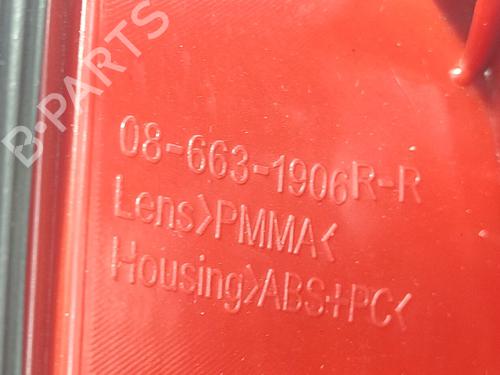 B-PARTS
08-663-1906R-R
Lens>PMMA<
Housing>ABS+PC<